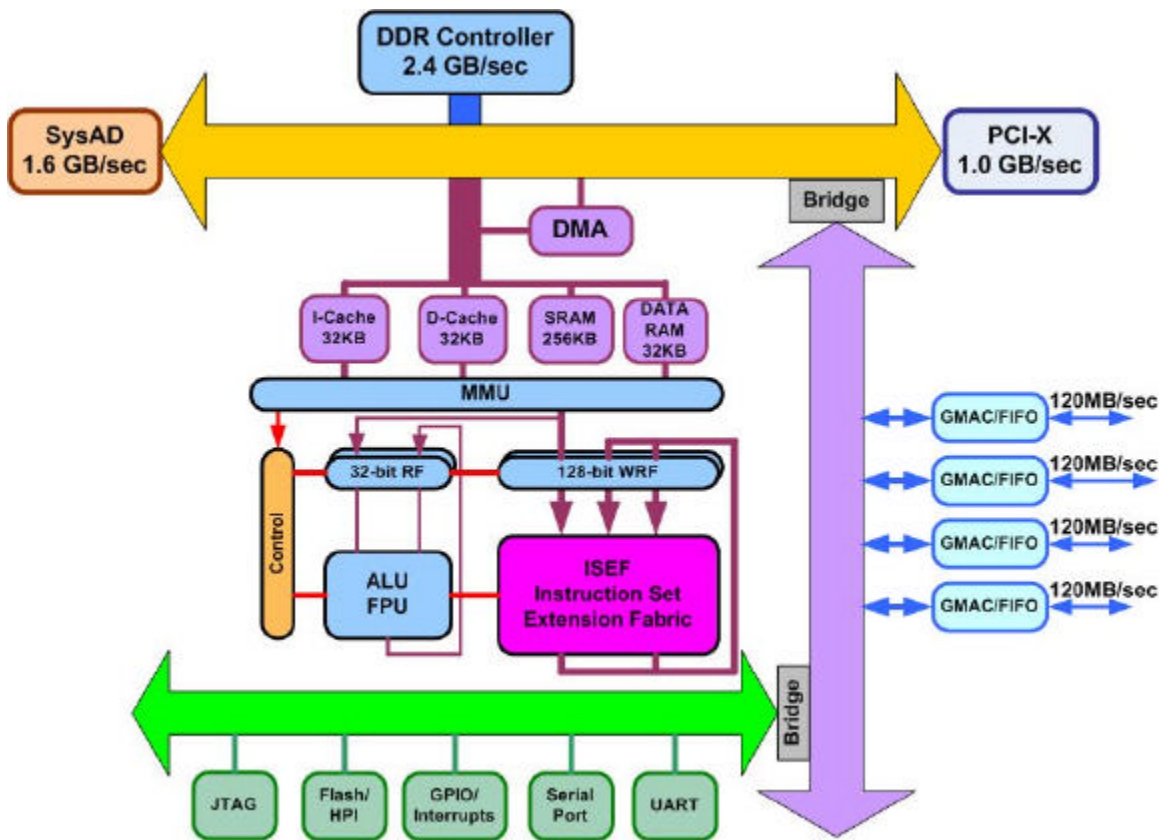 DDR Controller
2.4 GB/sec
SysAD
1.6 GB/sec
PCI-X
1.0 GB/sec
Bridge
DMA
I-Cache
32KB
D-Cache
32KB
SRAM
256KB
DATA
RAM
32KB
MMU
Control
32-bit RF
128-bit WRF
ALU
FPU
ISEF
Instruction Set
Extension Fabric
GMAC/FIFO
120MB/sec
GMAC/FIFO
120MB/sec
GMAC/FIFO
120MB/sec
GMAC/FIFO
120MB/sec
Bridge
JTAG
Flash/
HPI
GPIO/
Interrupts
Serial
Port
UART